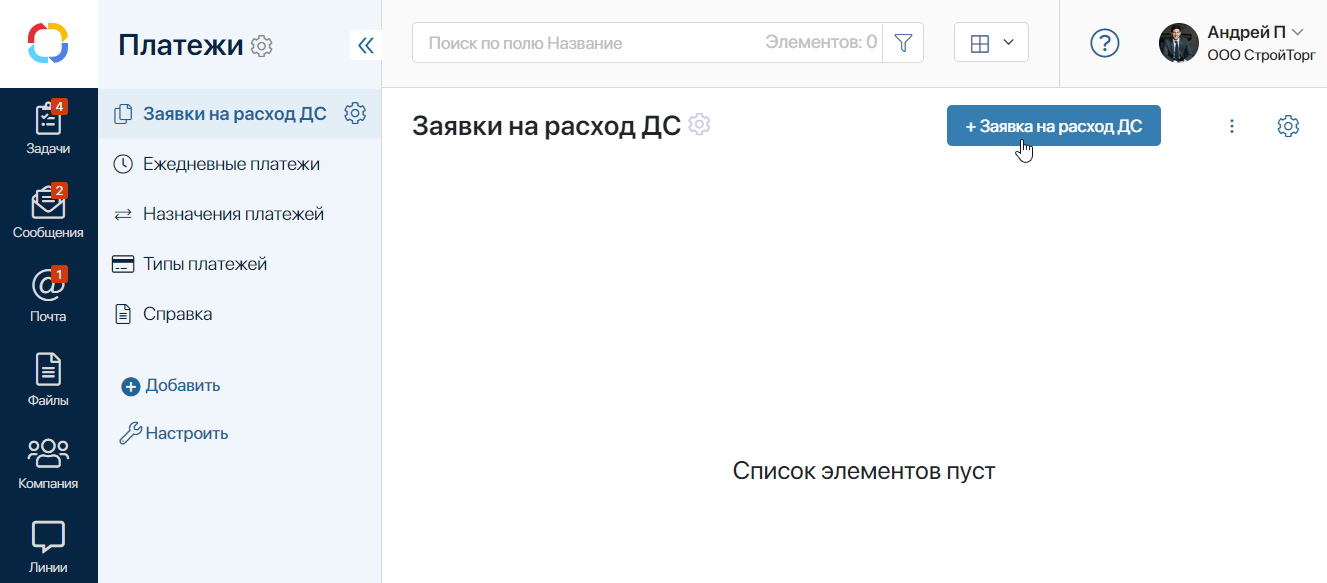 4
Задачи
2
Сообщения
1
Почта
Файлы
Компания
Линии
Платежи
Заявки на расход ДС
Ежедневные платежи
Назначения платежей
Типы платежей
Справка
Добавить
Настроить
Поиск по полю Название
Элементов: 0
?
Андрей П
ООО СтройТорг
Заявки на расход ДС
+ Заявка на расход ДС
Список элементов пуст